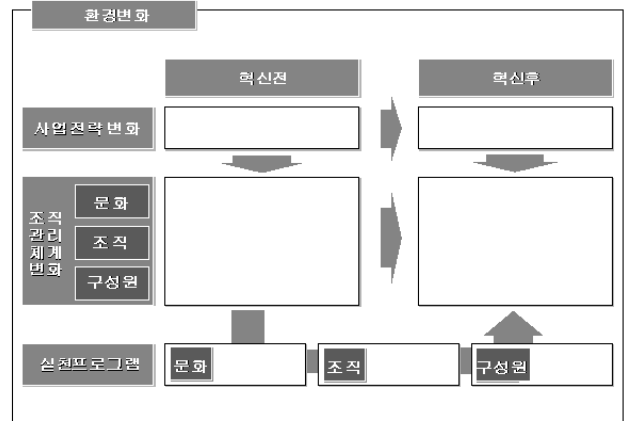 환경변화
혁신전
혁신후
사업전략변화
조직
관리
체계
변화
문화
조직
구성원
실천프로그램
문화
조직
구성원